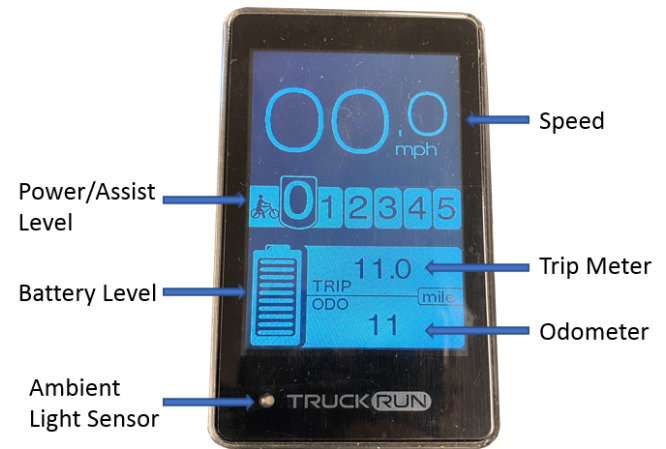 00.0
mph
Speed
Power/Assist
Level
0 1 2 3 4 5
11.0
TRIP
Trip Meter
Battery Level
mile
ODO
11
Odometer
Ambient
Light Sensor
TRUCKRUN